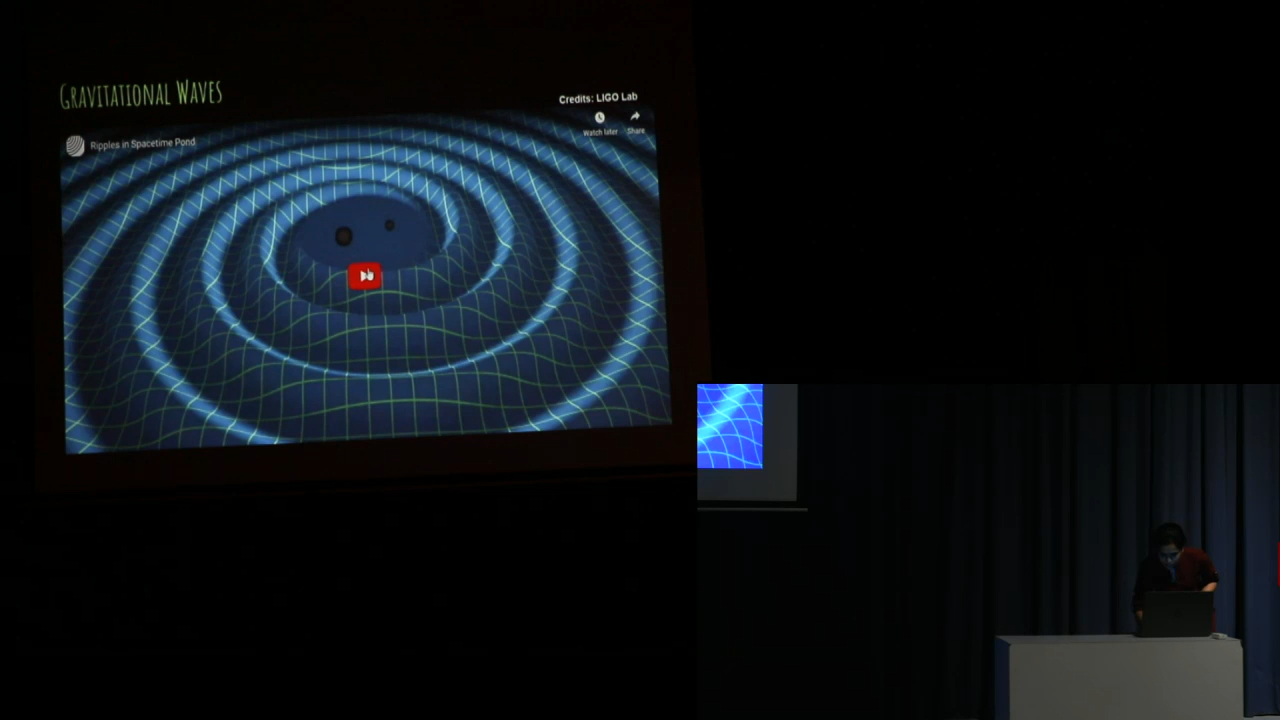 Gravitational Waves
Credits: LIGO Lab
Ripples in Spacetime Pond
Watch later
Share